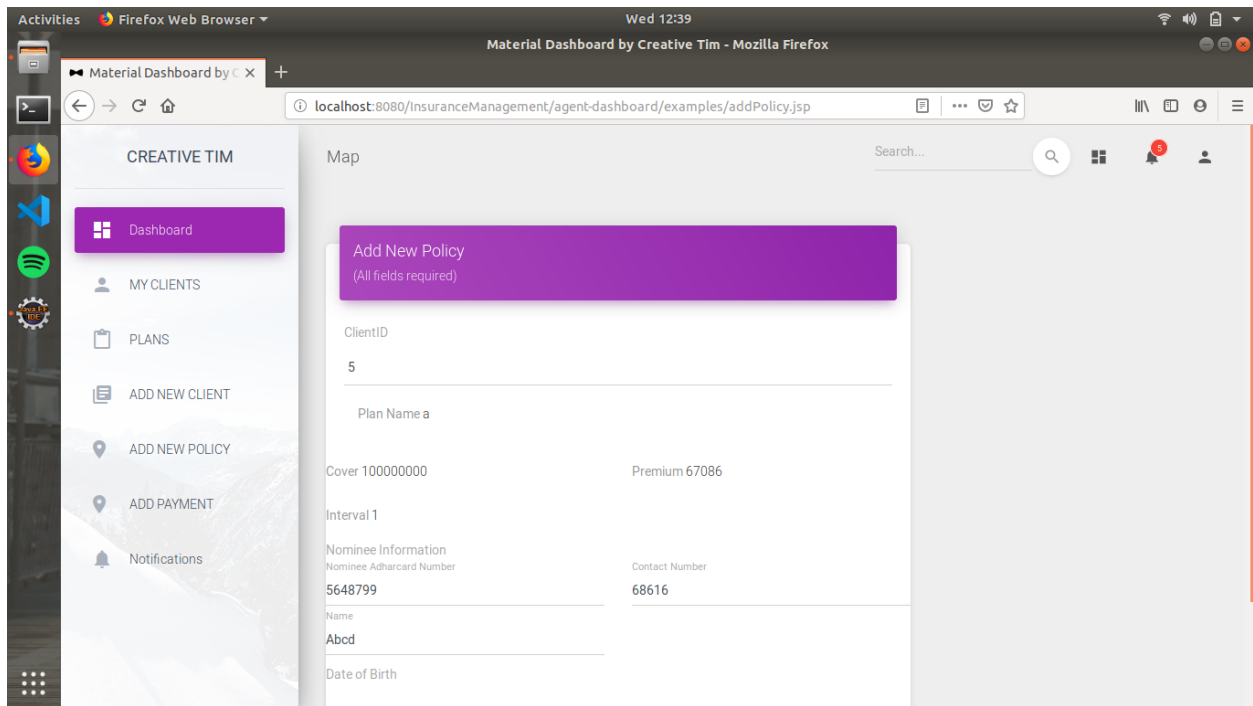 Activities Firefox Web Browser Wed 12:39
Material Dashboard by Creative Tim - Mozilla Firefox
Material Dashboard by C
localhost:8080/InsuranceManagement/agent-dashboard/examples/addPolicy.jsp
CREATIVE TIM
Map
Search...
5
Dashboard
MY CLIENTS
PLANS
ADD NEW CLIENT
ADD NEW POLICY
ADD PAYMENT
Notifications
Add New Policy
(All fields required)
ClientID
5
Plan Name a
Cover 100000000 Premium 67086
Interval 1
Nominee Information
Nominee Adharcard Number Contact Number
5648799 68616
Name
Abcd
Date of Birth